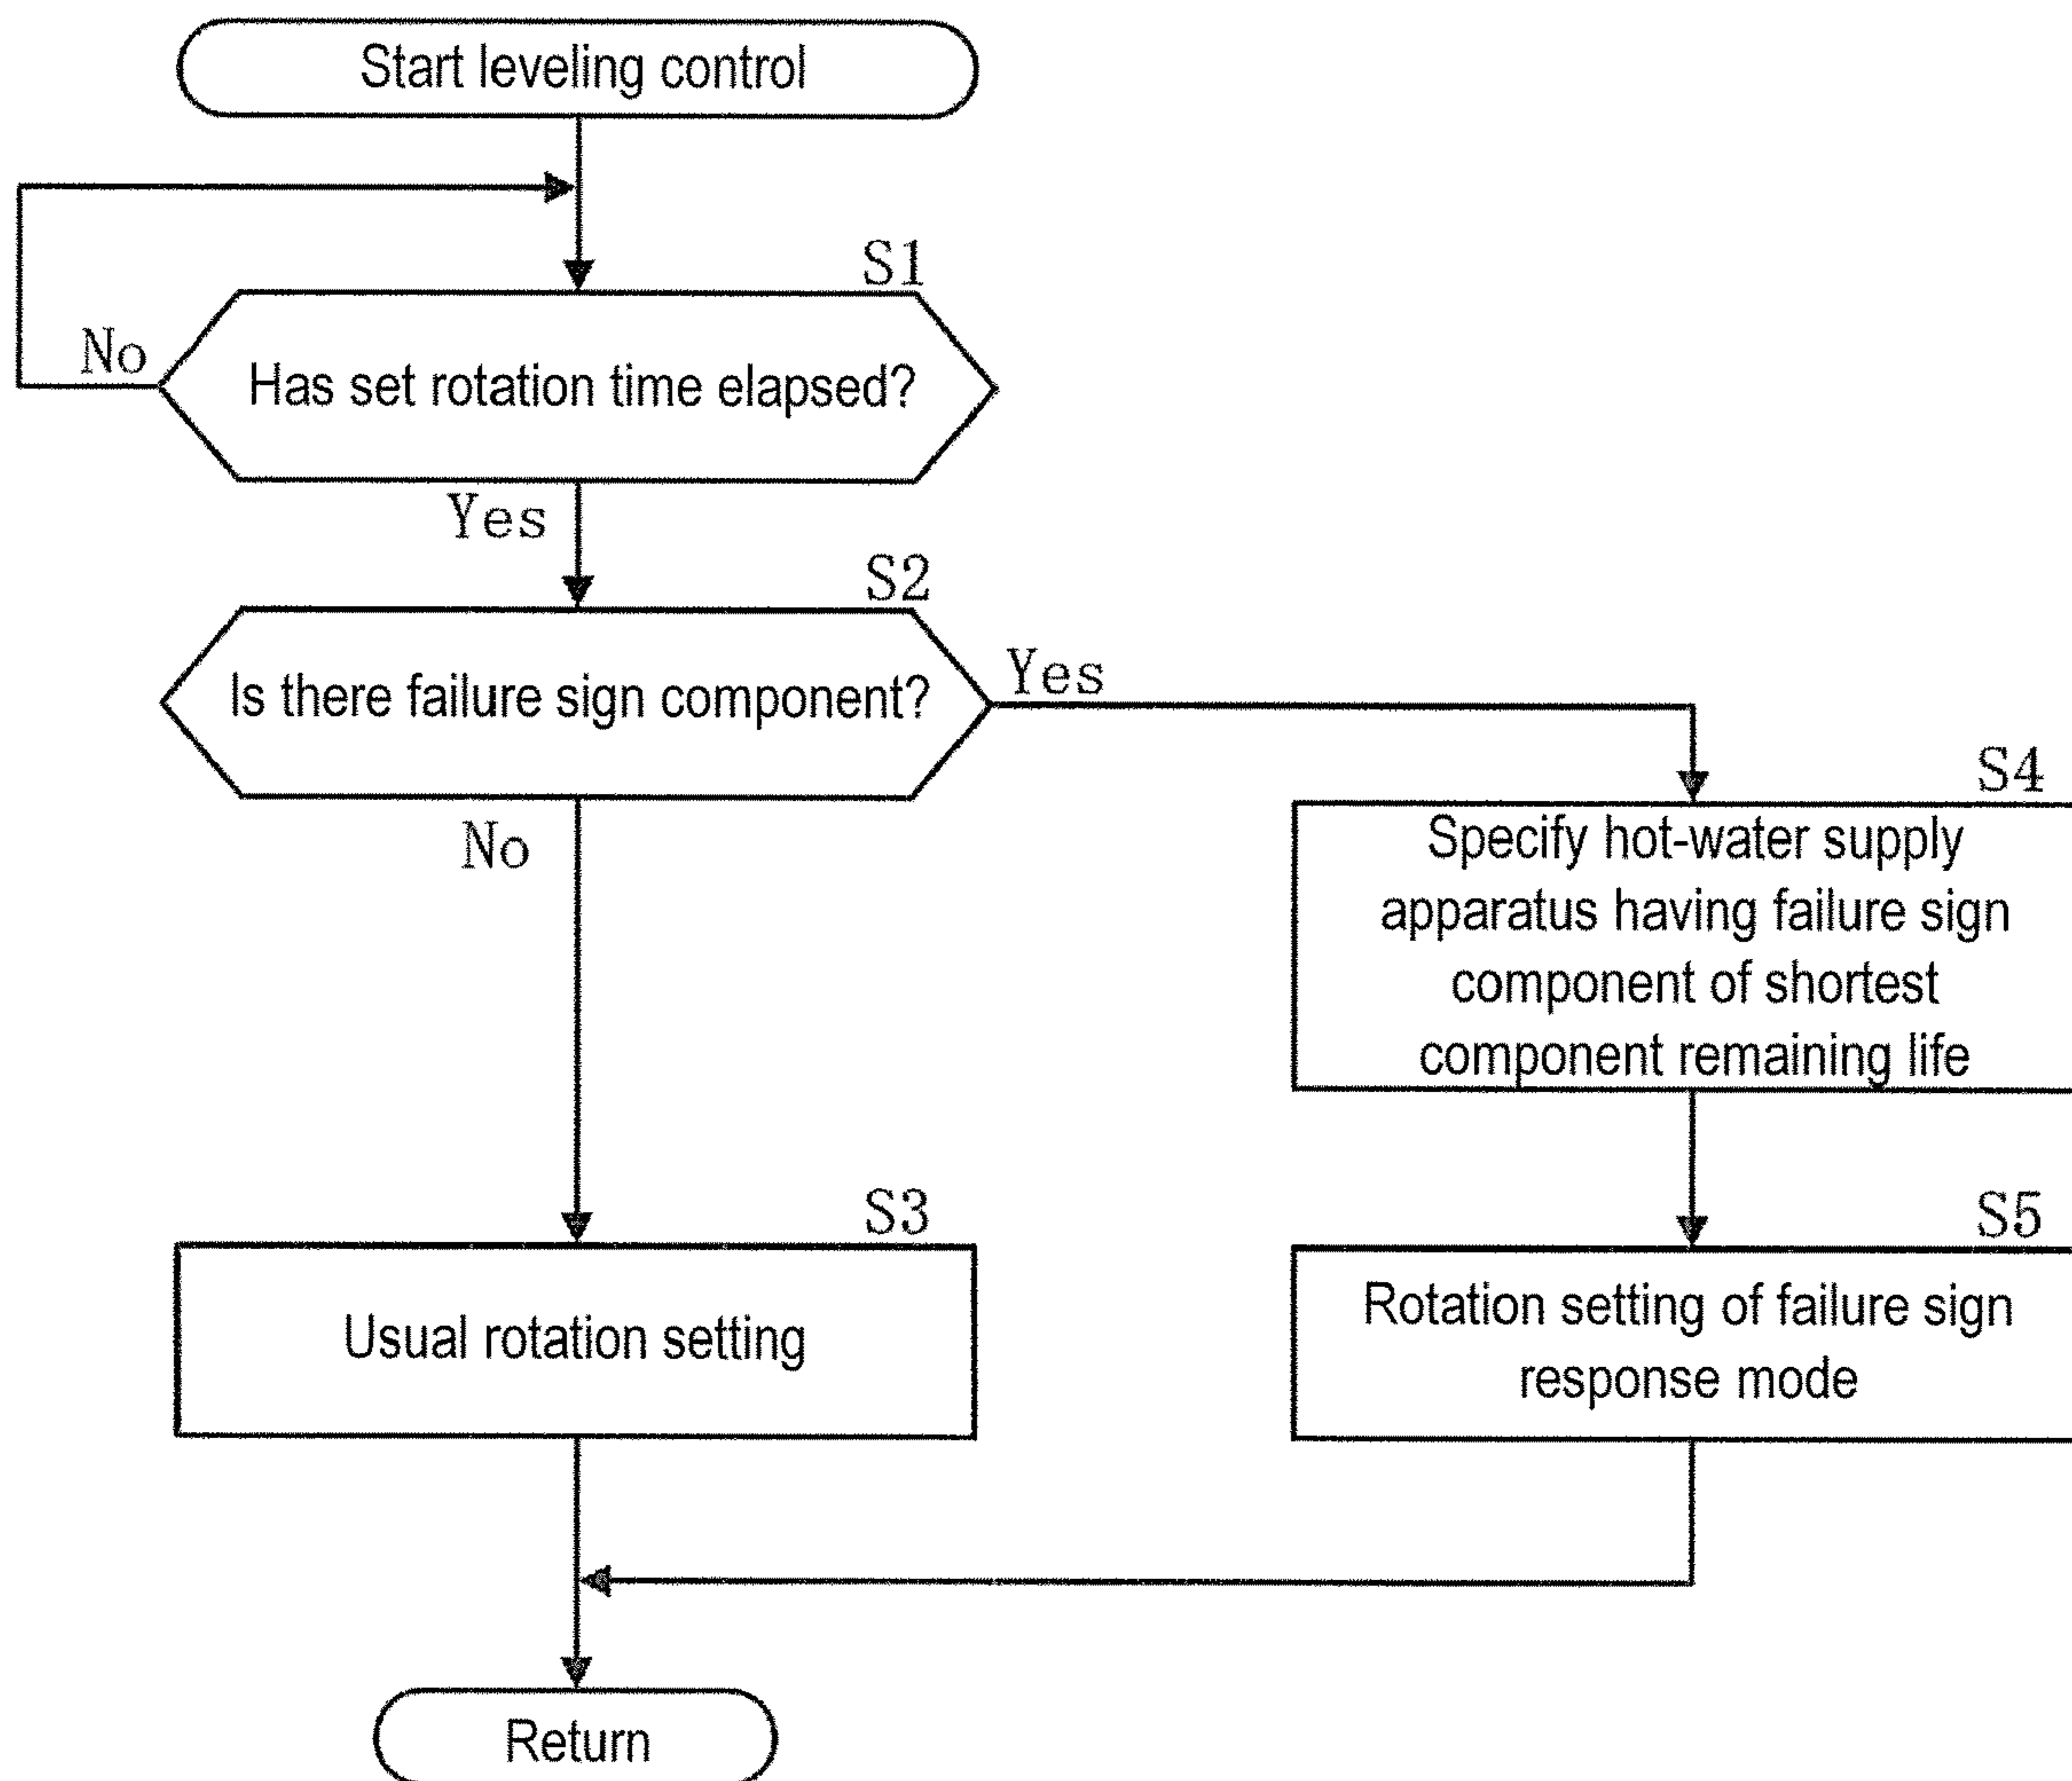 Start leveling control
S1
No
Has set rotation time elapsed?
Yes
S2
Is there failure sign component?
Yes
No
S4
Specify hot-water supply
apparatus having failure sign
component of shortest
component remaining life
S3
Usual rotation setting
S5
Rotation setting of failure sign
response mode
Return